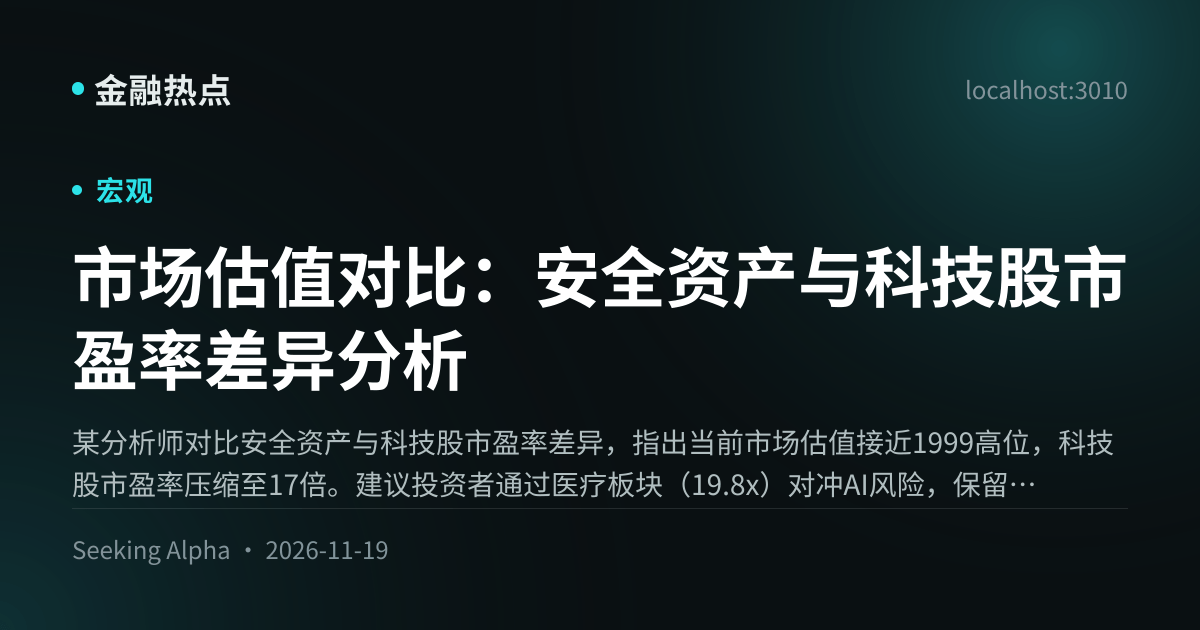 金融热点
localhost:3010
宏观
市场估值对比：安全资产与科技股市
盈率差异分析
某分析师对比安全资产与科技股市盈率差异，指出当前市场估值接近1999高位，科技
股市盈率压缩至17倍。建议投资者通过医疗板块（19.8x）对冲AI风险，保留…
Seeking Alpha · 2026-11-19